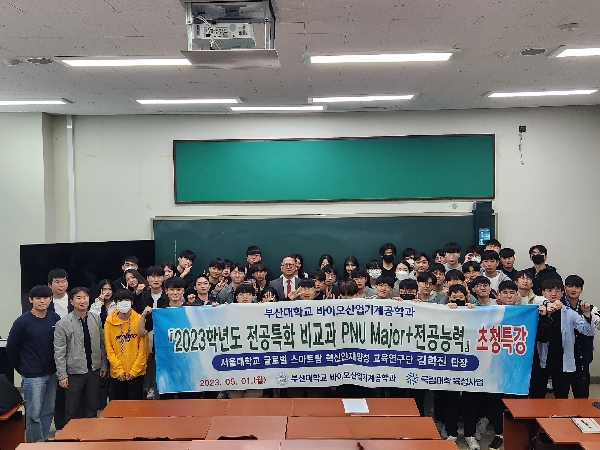 부산대학교 바이오산업기계공학과
『2023학년도 전공특화 비교과 PNU Major+전공능력』 초청특강
서울대학교 글로벌 스마트팜 핵심인재양성 교육연구단 김학진 단장
2023. 05. 01.(월) 부산대학교 바이오산업기계공학과 국립대학 육성사업